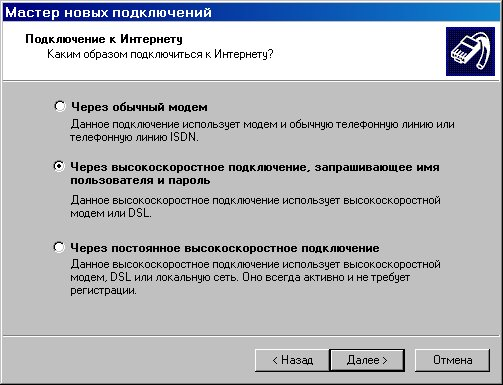 Мастер новых подключений
Подключение к Интернету
Каким образом подключиться к Интернету?
Через обычный модем
Данное подключение использует модем и обычную телефонную линию или
телефонную линию ISDN.
Через высокоскоростное подключение, запрашивающее имя
пользователя и пароль
Данное высокоскоростное подключение использует высокоскоростной
модем или DSL.
Через постоянное высокоскоростное подключение
Данное высокоскоростное подключение использует высокоскоростной
модем, DSL или локальную сеть. Оно всегда активно и не требует
регистрации.
< Назад Далее > Отмена